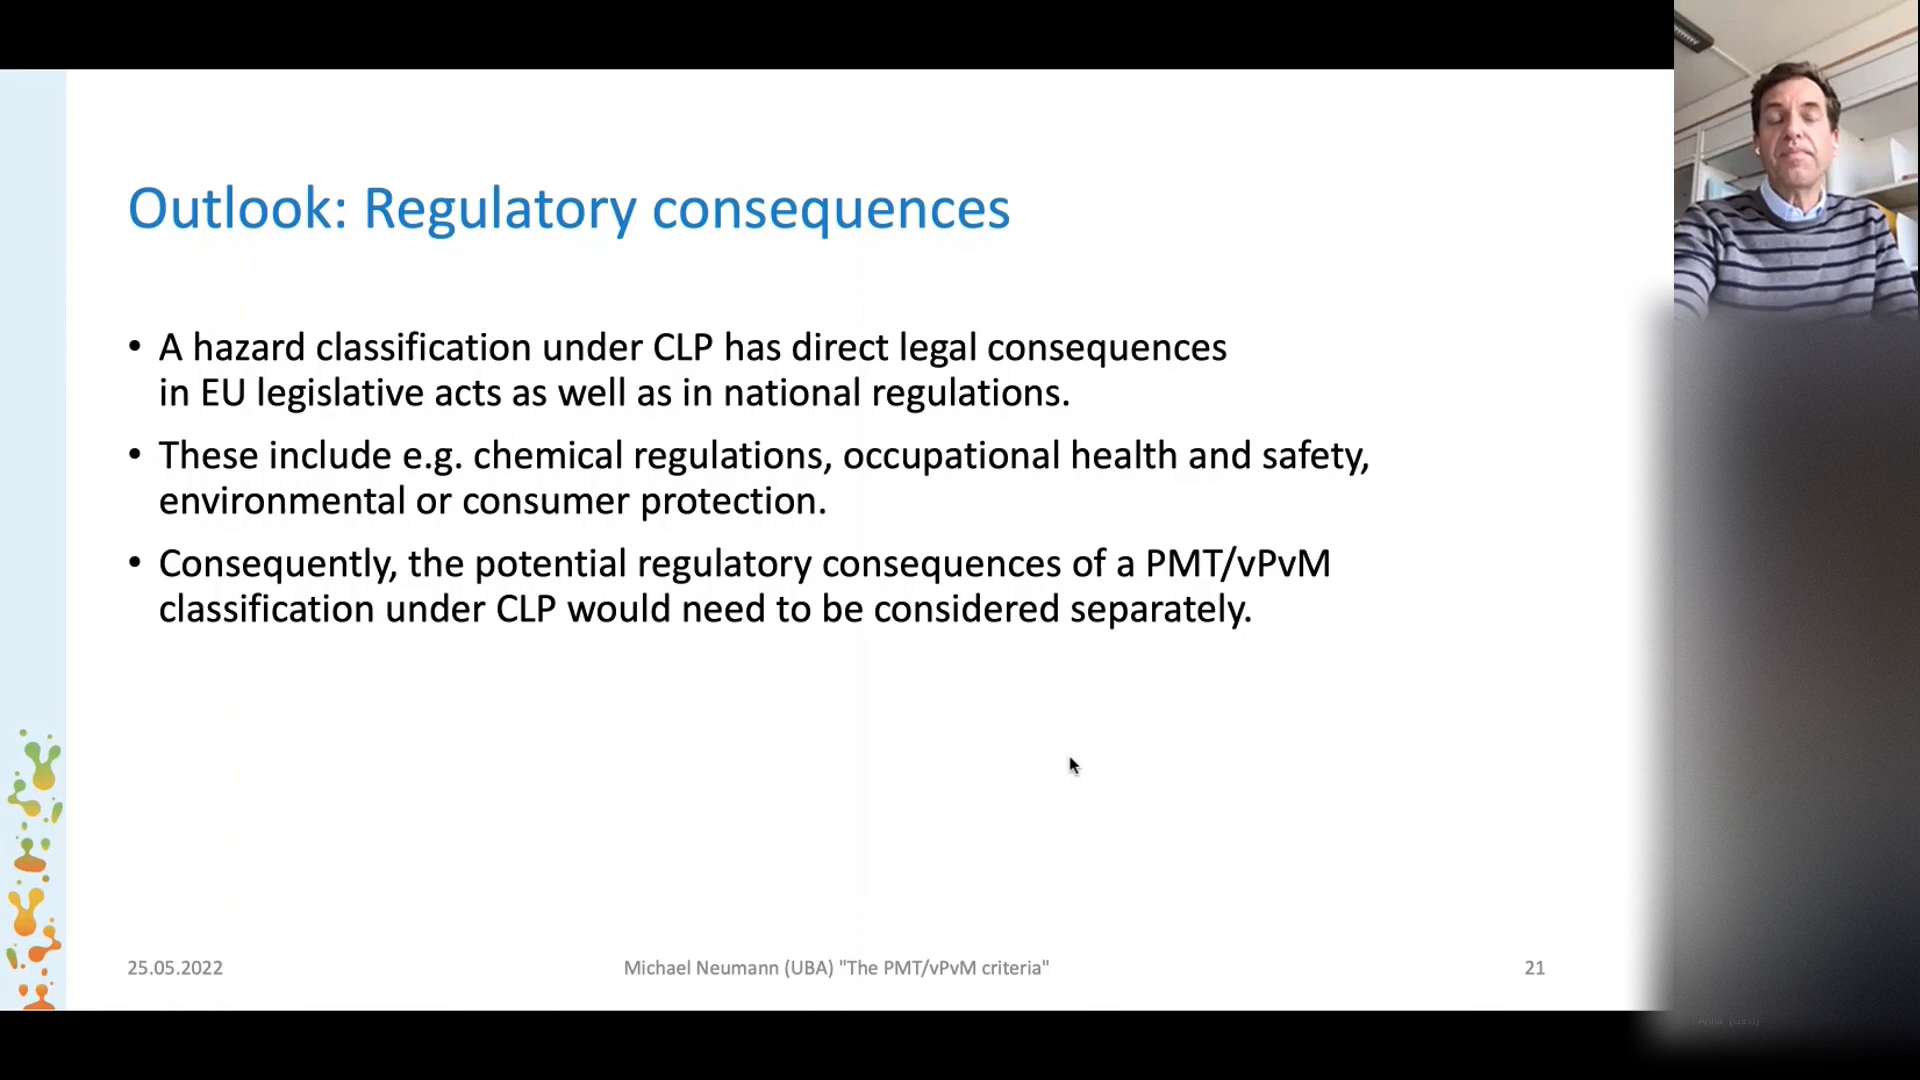 Outlook: Regulatory consequences
• A hazard classification under CLP has direct legal consequences
in EU legislative acts as well as in national regulations.
• These include e.g. chemical regulations, occupational health and safety,
environmental or consumer protection.
• Consequently, the potential regulatory consequences of a PMT/vPvM
classification under CLP would need to be considered separately.
25.05.2022
Michael Neumann (UBA) "The PMT/vPvM criteria"
21